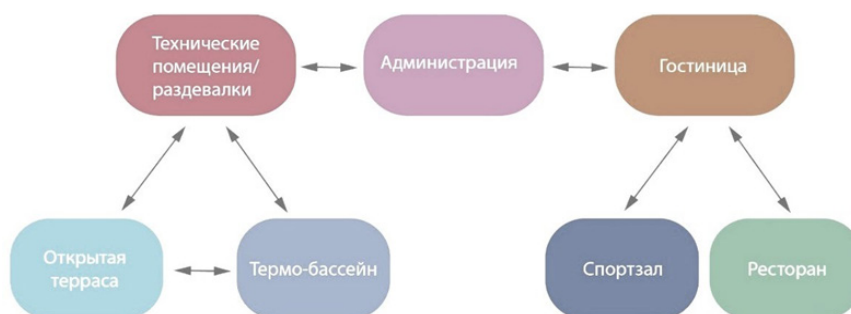 Технические
помещения/
раздевалки
Администрация
Гостиница
Открытая
терраса
Термо-бассейн
Спортзал
Ресторан